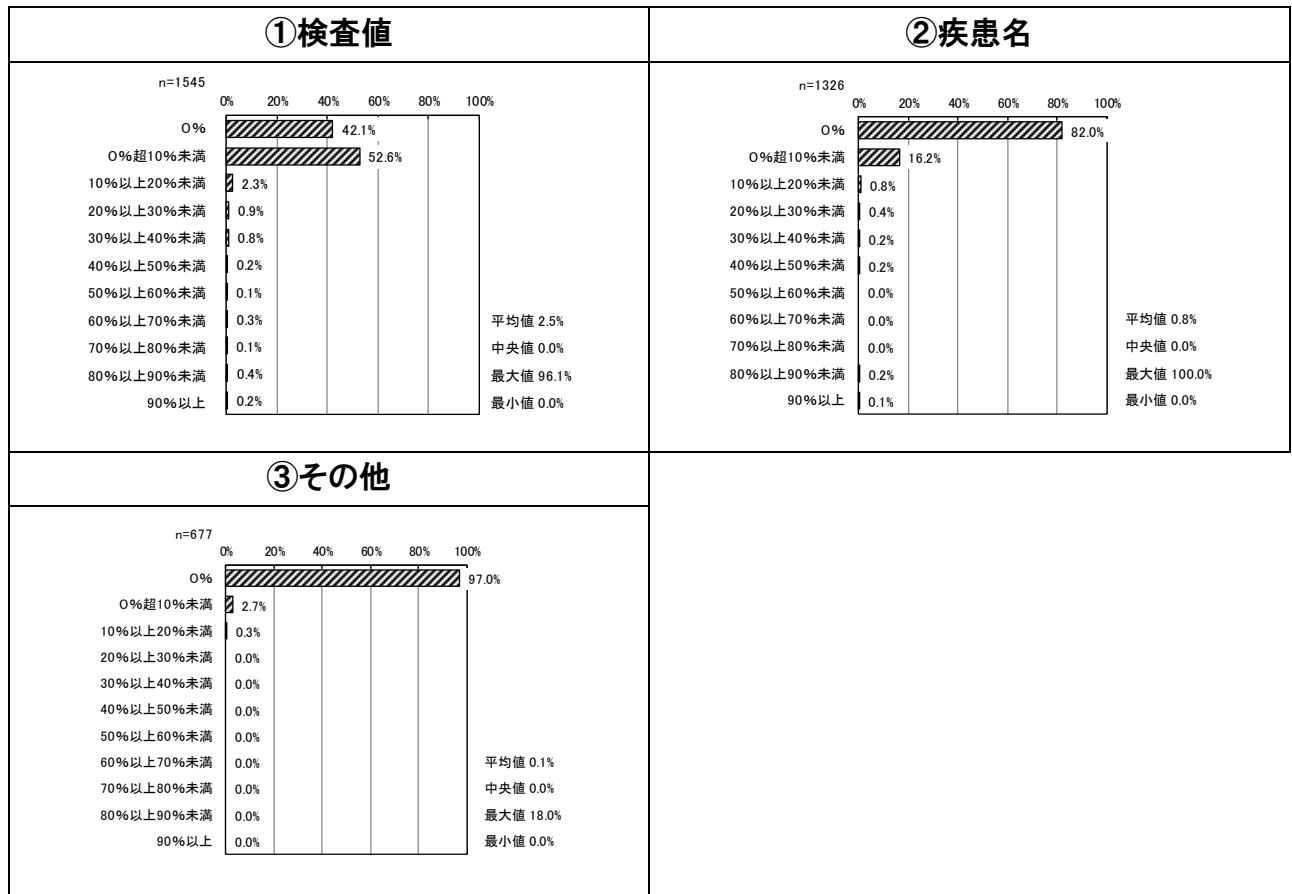 ①検査値
n=1545
0% 20% 40% 60% 80% 100%
0% 42.1%
0%超10%未満 52.6%
10%以上20%未満 2.3%
20%以上30%未満 0.9%
30%以上40%未満 0.8%
40%以上50%未満 0.2%
50%以上60%未満 0.1%
60%以上70%未満 0.3% 平均値 2.5%
70%以上80%未満 0.1% 中央値 0.0%
80%以上90%未満 0.4% 最大値 96.1%
90%以上 0.2% 最小値 0.0%
②疾患名
n=1326
0% 20% 40% 60% 80% 100%
0% 82.0%
0%超10%未満 16.2%
10%以上20%未満 0.8%
20%以上30%未満 0.4%
30%以上40%未満 0.2%
40%以上50%未満 0.2%
50%以上60%未満 0.0%
60%以上70%未満 0.0% 平均値 0.8%
70%以上80%未満 0.0% 中央値 0.0%
80%以上90%未満 0.2% 最大値 100.0%
90%以上 0.1% 最小値 0.0%
③その他
n=677
0% 20% 40% 60% 80% 100%
0% 97.0%
0%超10%未満 2.7%
10%以上20%未満 0.3%
20%以上30%未満 0.0%
30%以上40%未満 0.0%
40%以上50%未満 0.0%
50%以上60%未満 0.0%
60%以上70%未満 0.0% 平均値 0.1%
70%以上80%未満 0.0% 中央値 0.0%
80%以上90%未満 0.0% 最大値 18.0%
90%以上 0.0% 最小値 0.0%